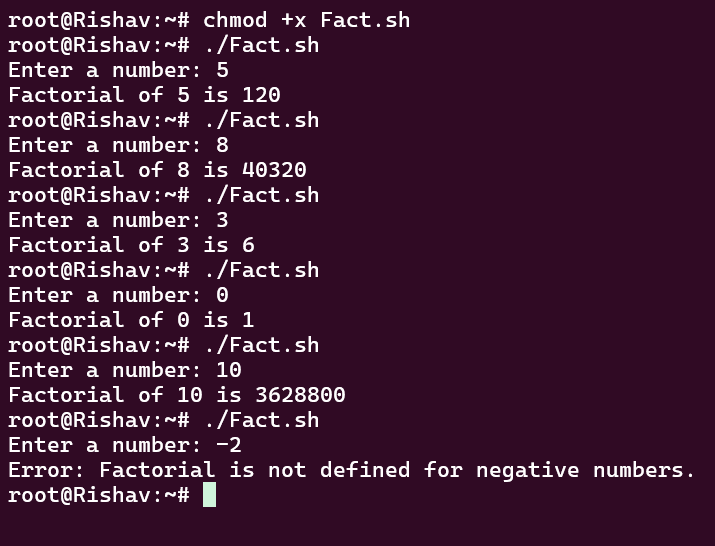 root@Rishav:~# chmod +x Fact.sh
root@Rishav:~# ./Fact.sh
Enter a number: 5
Factorial of 5 is 120
root@Rishav:~# ./Fact.sh
Enter a number: 8
Factorial of 8 is 40320
root@Rishav:~# ./Fact.sh
Enter a number: 3
Factorial of 3 is 6
root@Rishav:~# ./Fact.sh
Enter a number: 0
Factorial of 0 is 1
root@Rishav:~# ./Fact.sh
Enter a number: 10
Factorial of 10 is 3628800
root@Rishav:~# ./Fact.sh
Enter a number: -2
Error: Factorial is not defined for negative numbers.
root@Rishav:~#